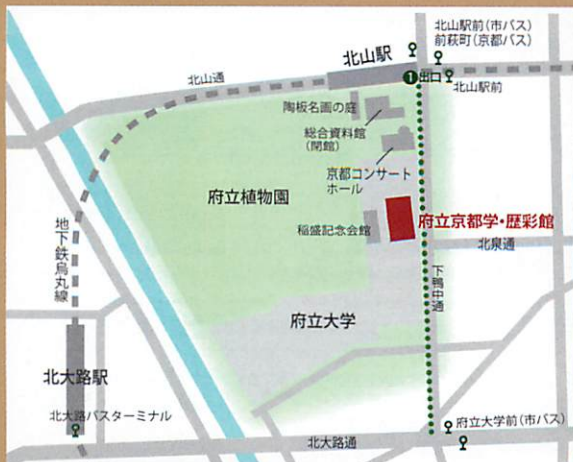 北山駅前(市バス)
前萩町(京都バス)
北山駅
北山通
1出口
北山駅前
陶板名画の庭
総合資料館
(閉館)
京都コンサート
ホール
府立植物園
府立京都学・歴彩館
稲盛記念会館
北泉通
地下鉄烏丸線
下鴨中通
府立大学
北大路駅
北大路バスターミナル
府立大学前(市バス)
北大路通